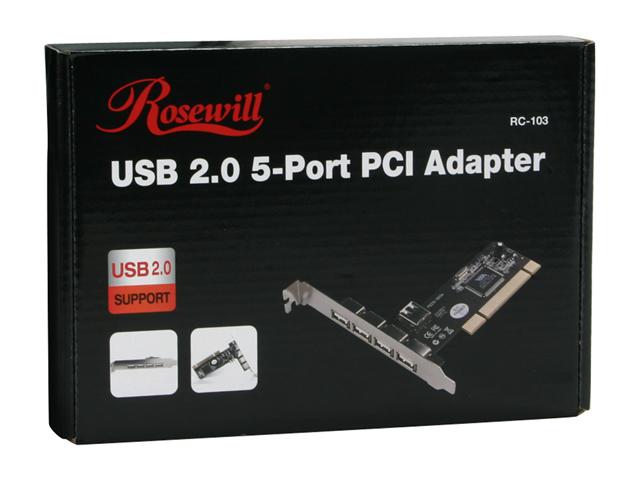 Rosewill®
RC-103
USB 2.0 5-Port PCI Adapter
USB 2.0
SUPPORT